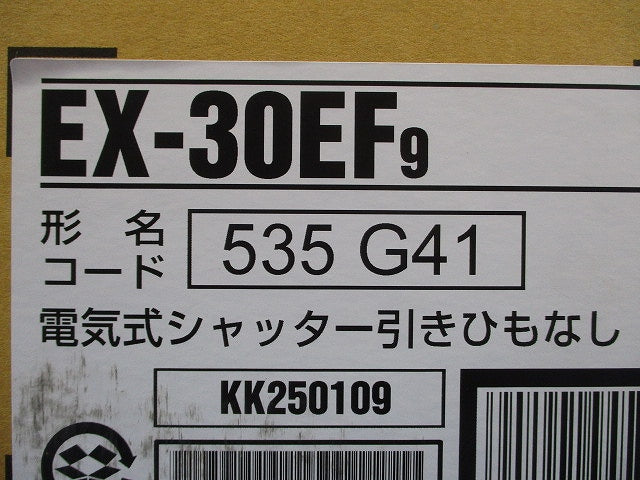 EX-30EF9
形名
コード
535 G41
電気式シャッター引きひもなし
KK250109